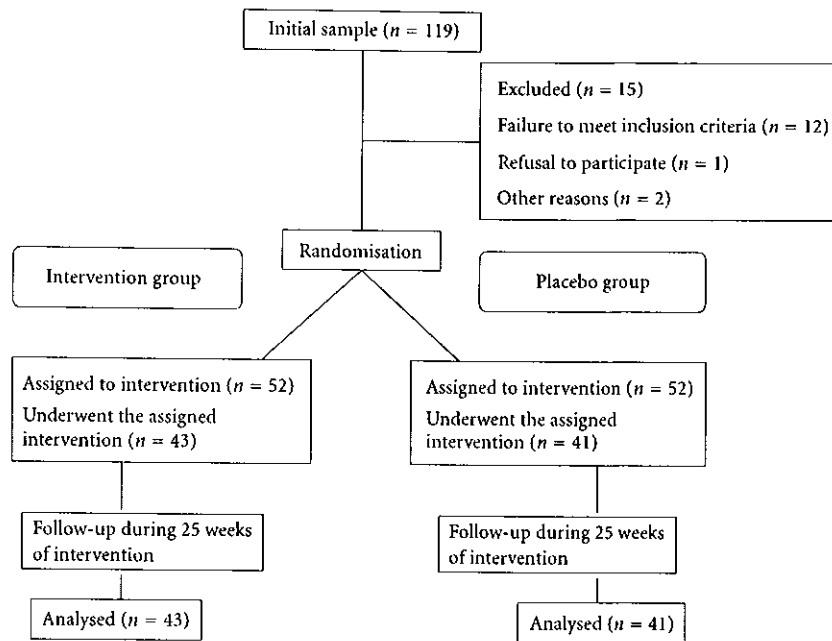 Initial sample (n = 119)
Excluded (n = 15)
Failure to meet inclusion criteria (n = 12)
Refusal to participate (n = 1)
Other reasons (n = 2)
Randomisation
Intervention group
Placebo group
Assigned to intervention (n = 52)
Underwent the assigned
intervention (n = 43)
Assigned to intervention (n = 52)
Underwent the assigned
intervention (n = 41)
Follow-up during 25 weeks
of intervention
Follow-up during 25 weeks
of intervention
Analysed (n = 43)
Analysed (n = 41)